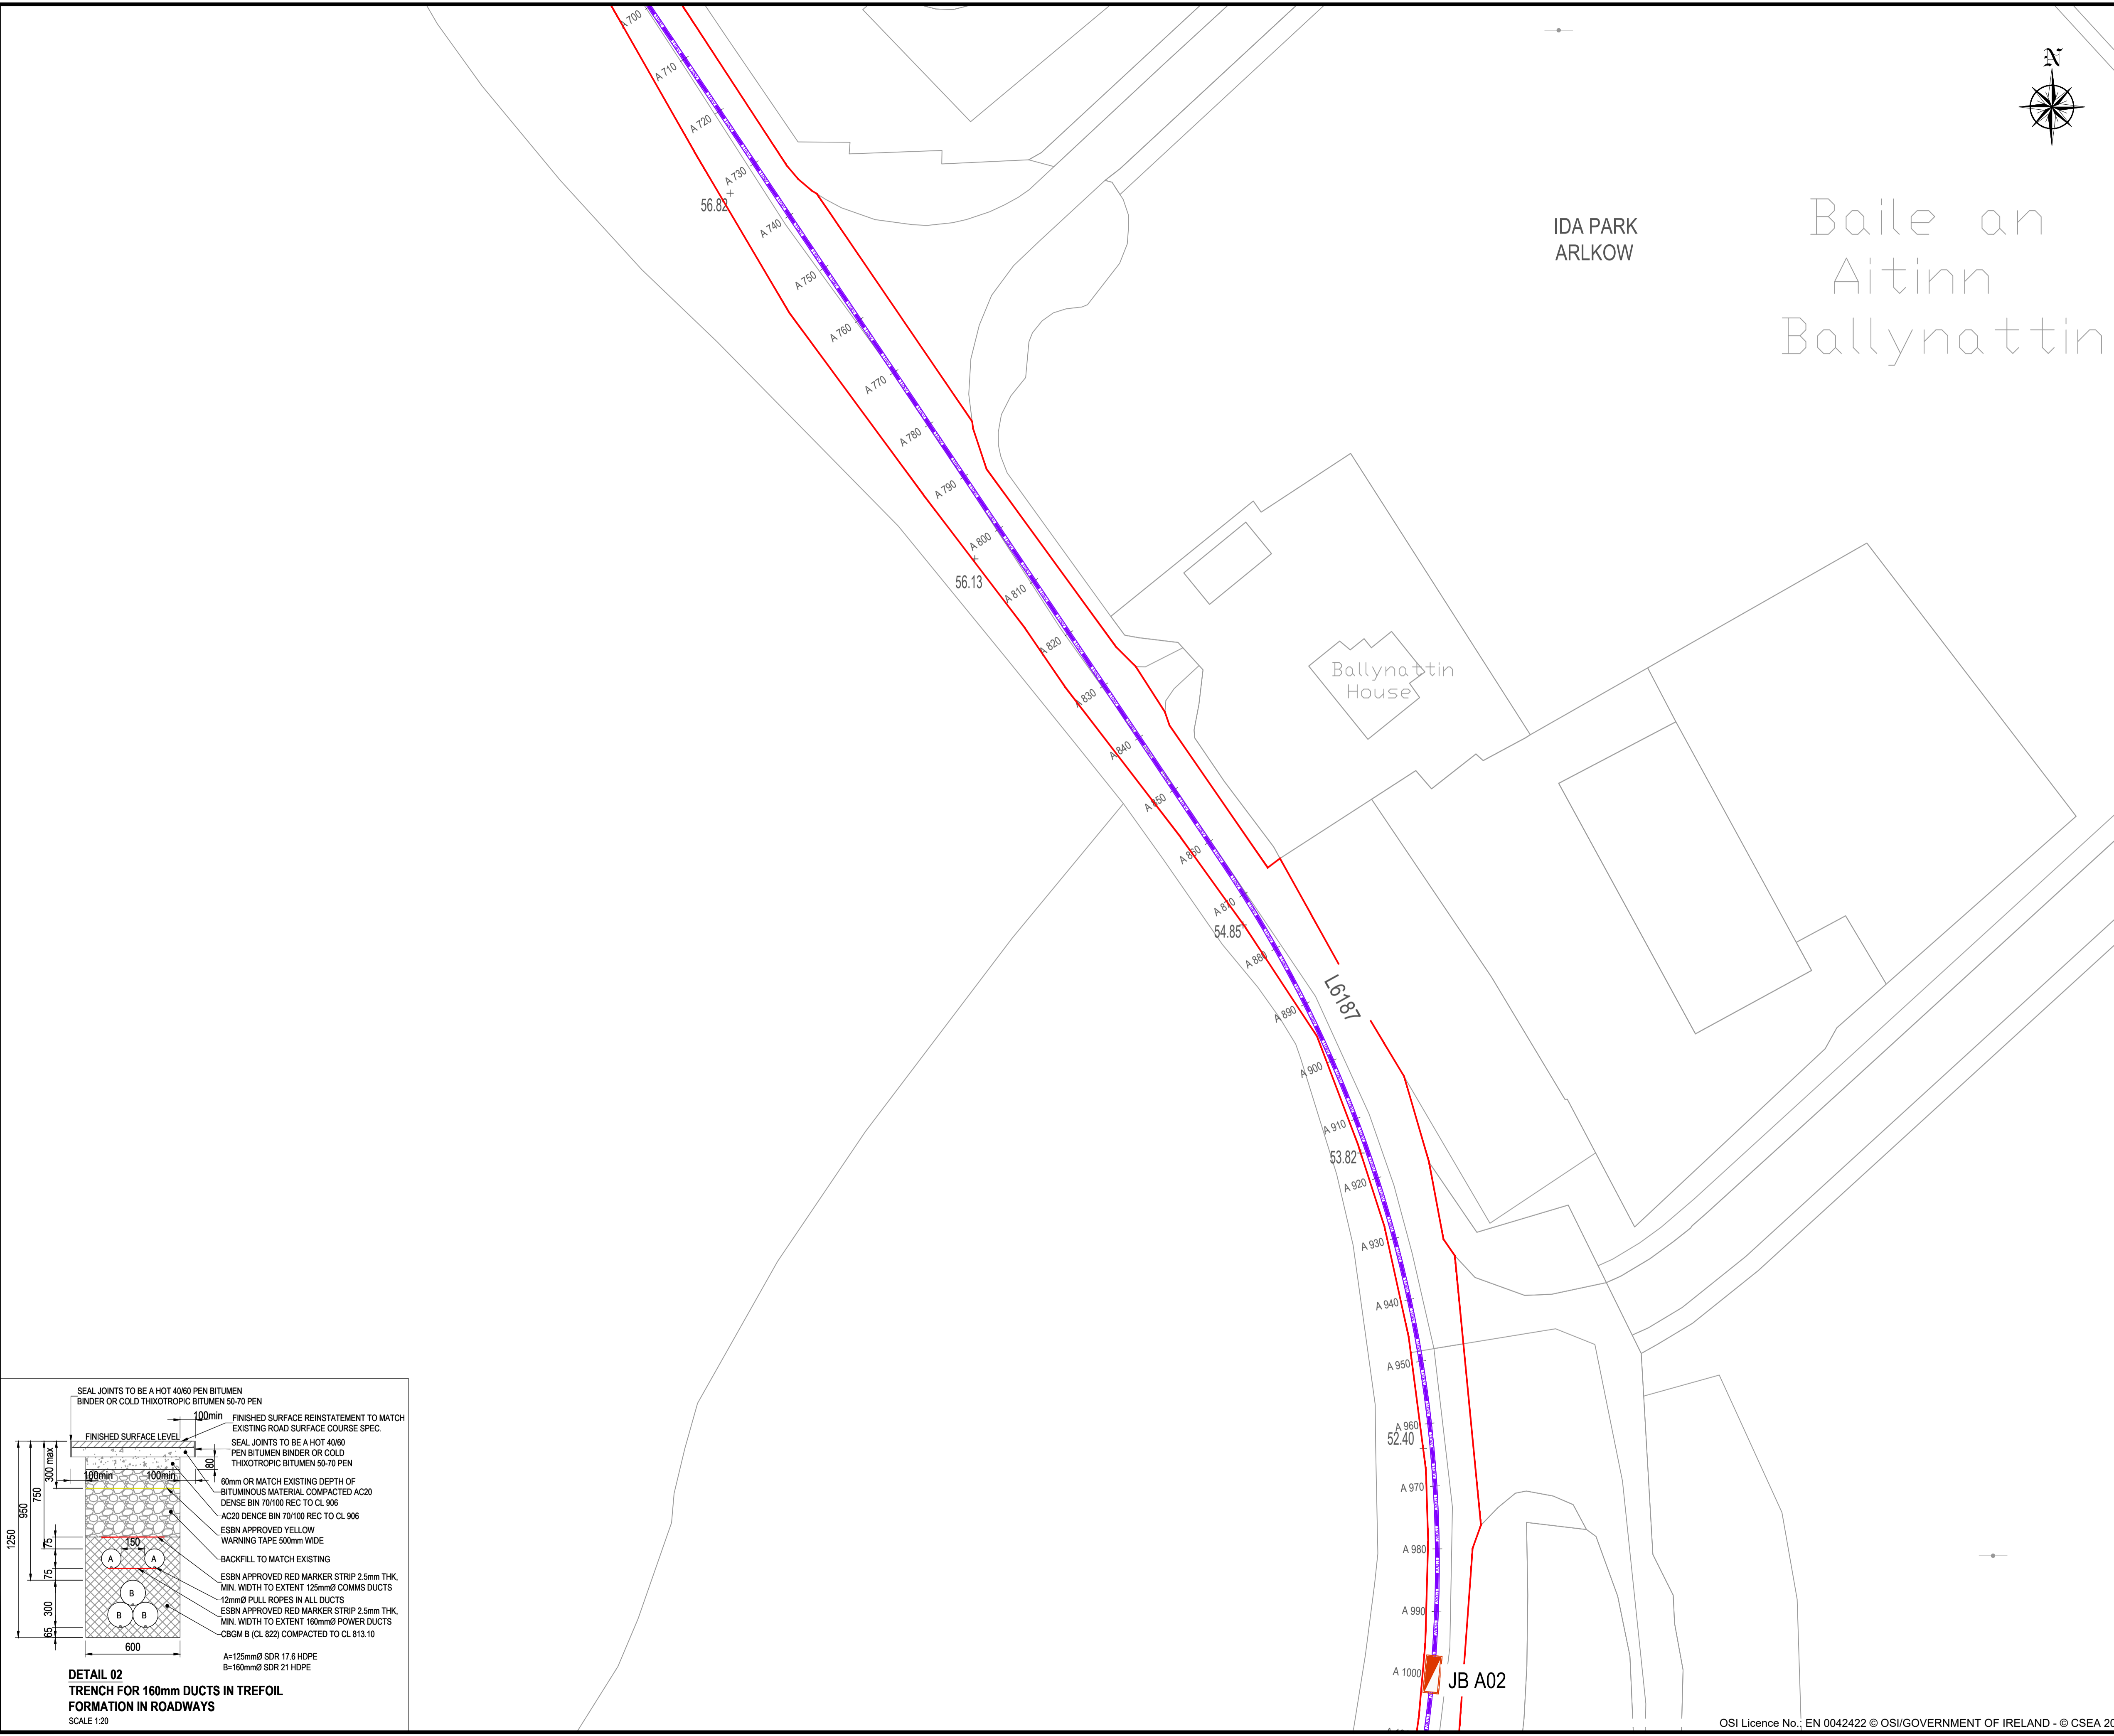 A 700
A 710
A 720
A 730
56.82
A 740
A 750
A 760
A 770
A 780
A 790
A 800
56.13
A 810
A 820
A 830
A 840
A 850
A 860
A 870
54.85
A 880
A 890
A 900
A 910
53.82
A 920
A 930
A 940
A 950
A 960
52.40
A 970
A 980
A 990
A 1000
JB A02
L6187
N
IDA PARK
ARLKOW
Baile an
Aitinn
Ballynattin
Ballynattin
House
SEAL JOINTS TO BE A HOT 40/60 PEN BITUMEN
BINDER OR COLD THIXOTROPIC BITUMEN 50-70 PEN
100min
FINISHED SURFACE REINSTATEMENT TO MATCH
EXISTING ROAD SURFACE COURSE SPEC.
FINISHED SURFACE LEVEL
SEAL JOINTS TO BE A HOT 40/60
PEN BITUMEN BINDER OR COLD
THIXOTROPIC BITUMEN 50-70 PEN
80
100min
100min
60mm OR MATCH EXISTING DEPTH OF
BITUMINOUS MATERIAL COMPACTED AC20
DENSE BIN 70/100 REC TO CL 906
AC20 DENCE BIN 70/100 REC TO CL 906
ESBN APPROVED YELLOW
WARNING TAPE 500mm WIDE
BACKFILL TO MATCH EXISTING
ESBN APPROVED RED MARKER STRIP 2.5mm THK,
MIN. WIDTH TO EXTENT 125mmØ COMMS DUCTS
12mmØ PULL ROPES IN ALL DUCTS
ESBN APPROVED RED MARKER STRIP 2.5mm THK,
MIN. WIDTH TO EXTENT 160mmØ POWER DUCTS
CBGM B (CL 822) COMPACTED TO CL 813.10
300 max
750
950
1250
75
75
300
65
150
A
A
B
B
B
600
A=125mmØ SDR 17.6 HDPE
B=160mmØ SDR 21 HDPE
DETAIL 02
TRENCH FOR 160mm DUCTS IN TREFOIL
FORMATION IN ROADWAYS
SCALE 1:20
OSI Licence No.: EN 0042422 © OSI/GOVERNMENT OF IRELAND - © CSEA 20